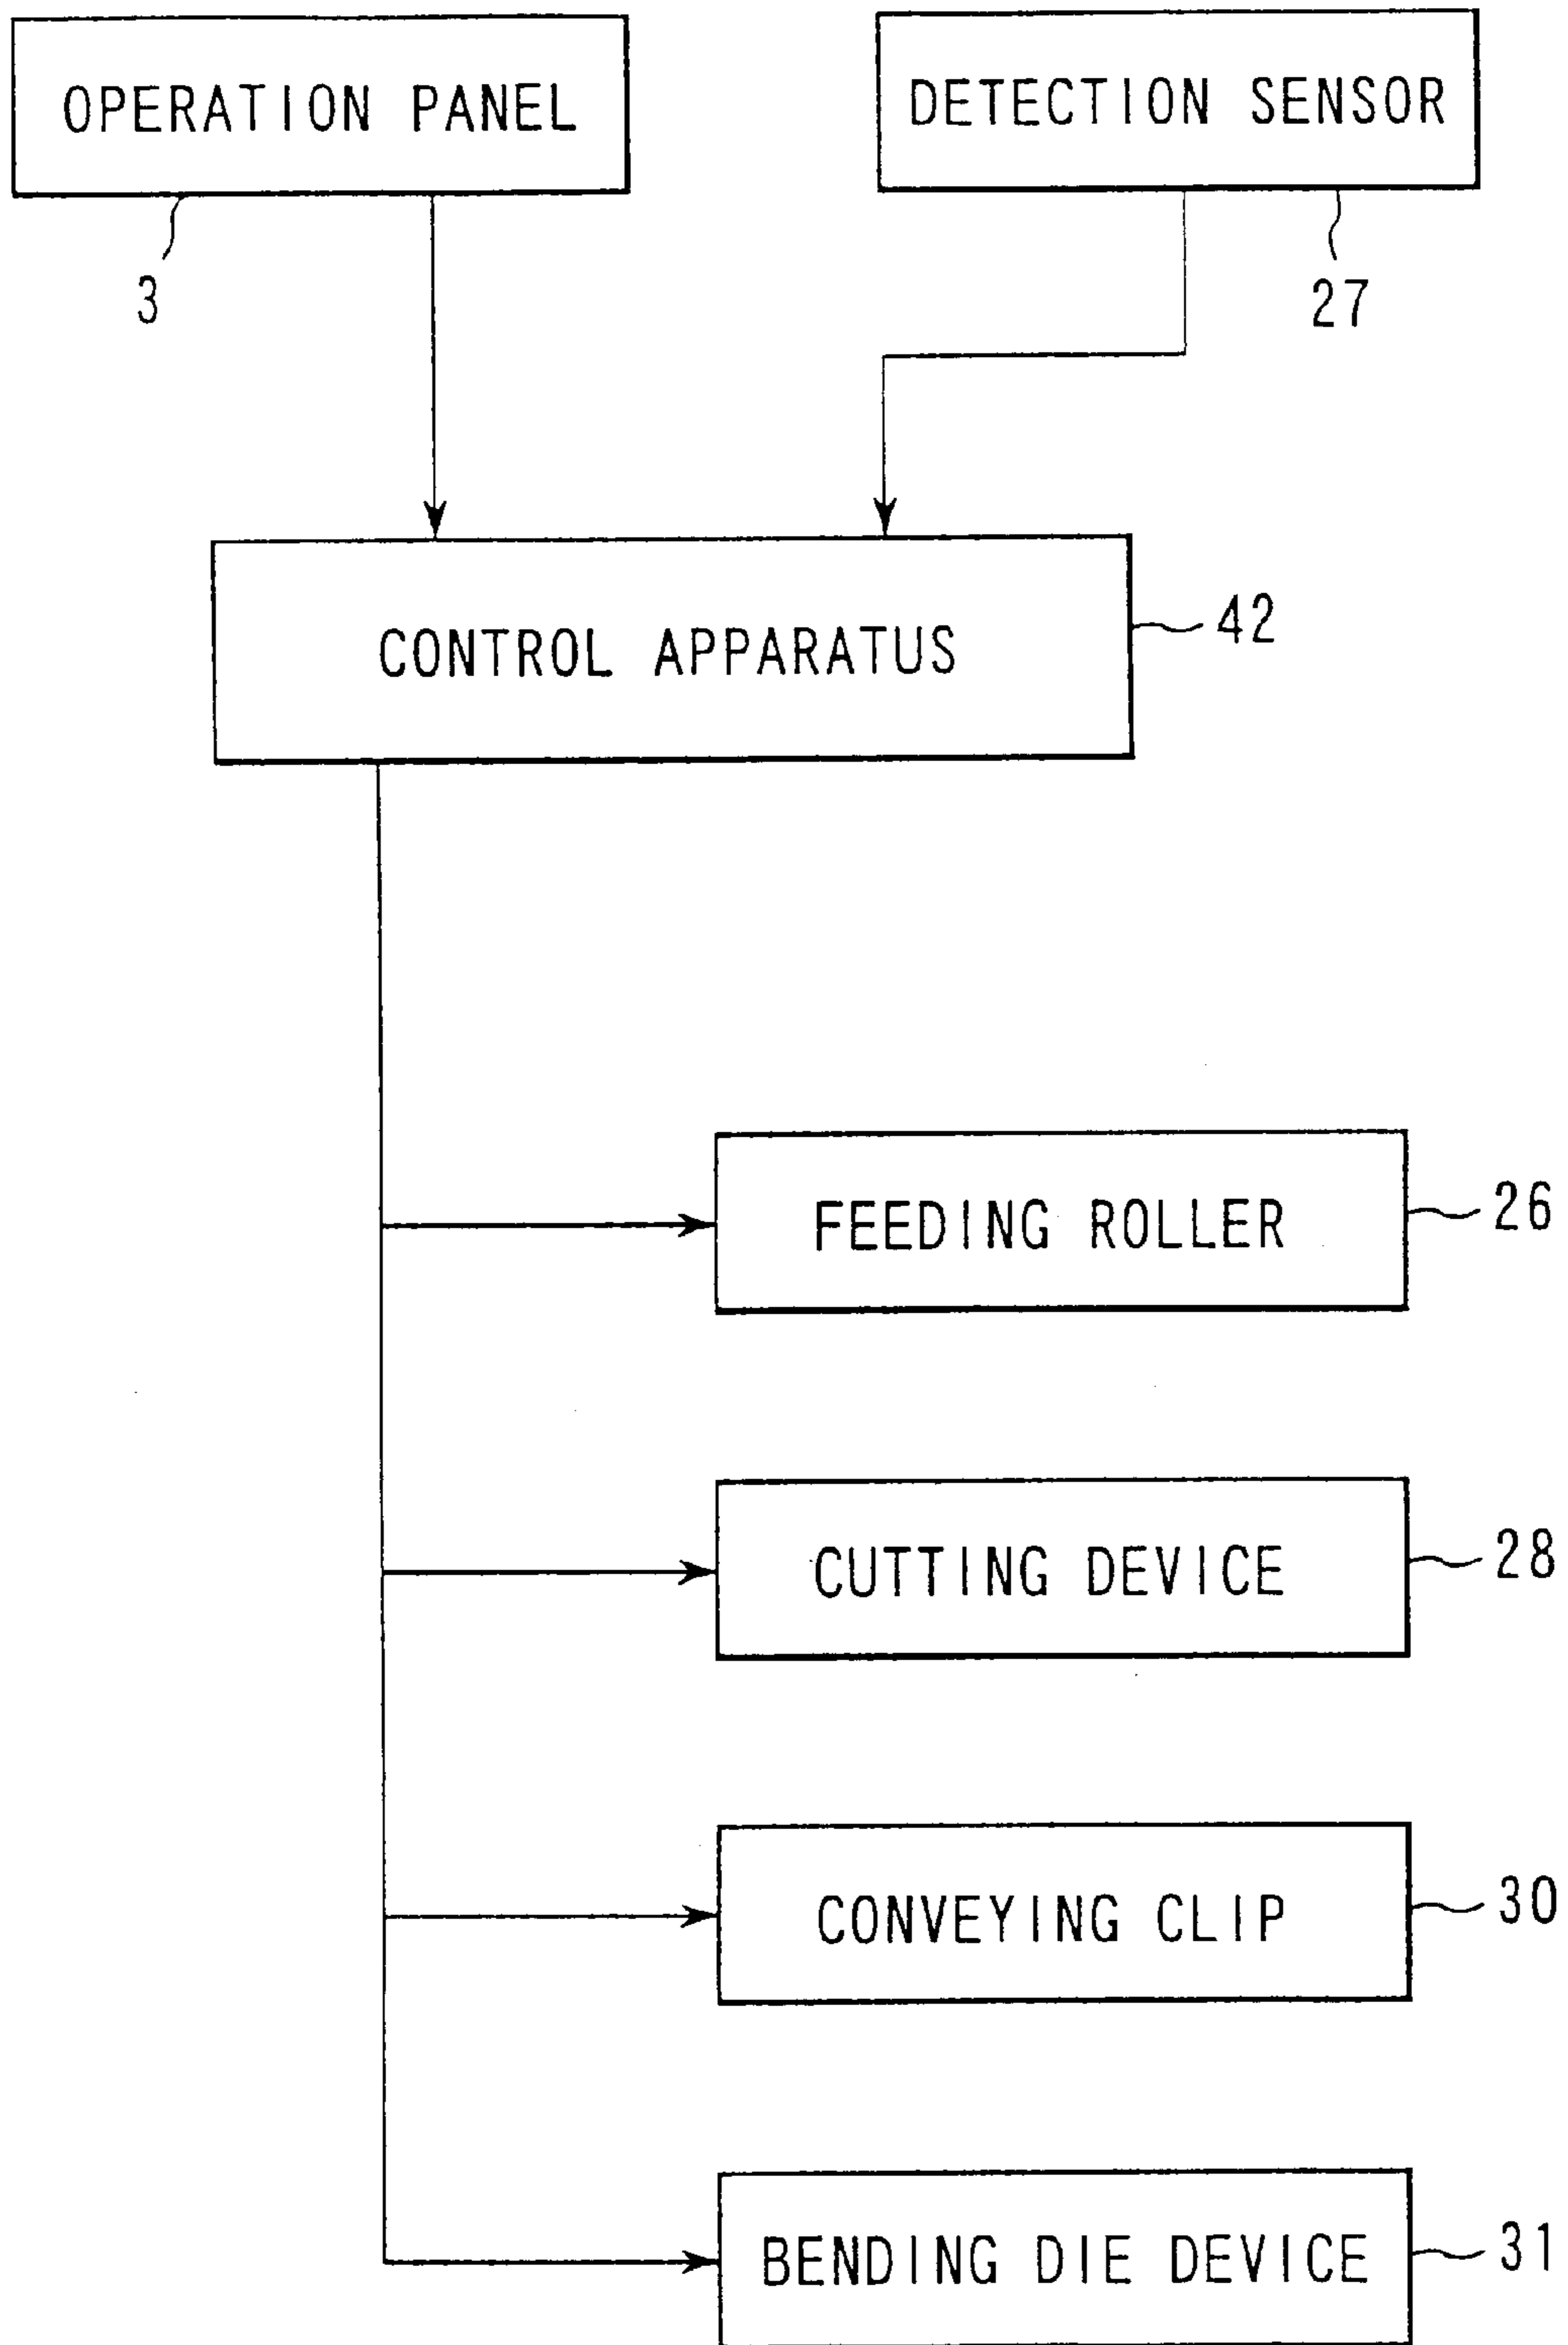 OPERATION PANEL
DETECTION SENSOR
3
27
CONTROL APPARATUS
42
FEEDING ROLLER
26
CUTTING DEVICE
28
CONVEYING CLIP
30
BENDING DIE DEVICE
31